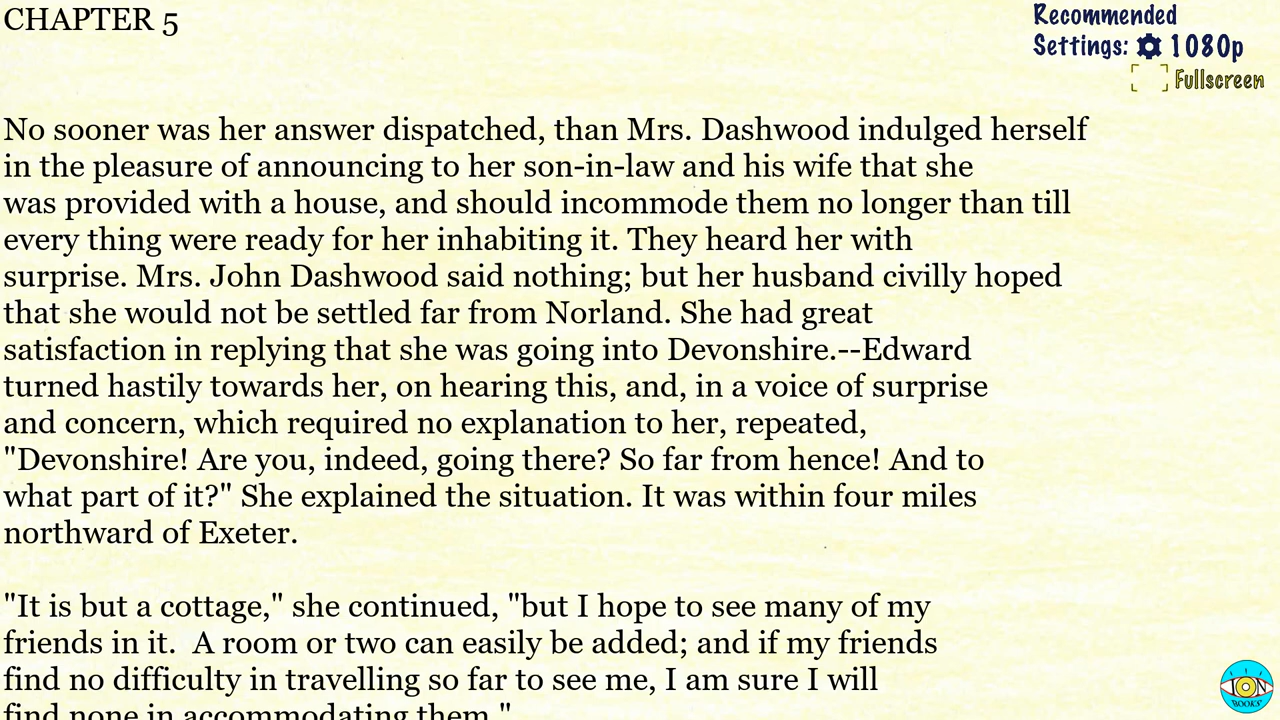 CHAPTER 5
Recommended
Settings: 1080p
Fullscreen
No sooner was her answer dispatched, than Mrs. Dashwood indulged herself
in the pleasure of announcing to her son-in-law and his wife that she
was provided with a house, and should incommode them no longer than till
every thing were ready for her inhabiting it. They heard her with
surprise. Mrs. John Dashwood said nothing; but her husband civilly hoped
that she would not be settled far from Norland. She had great
satisfaction in replying that she was going into Devonshire.--Edward
turned hastily towards her, on hearing this, and, in a voice of surprise
and concern, which required no explanation to her, repeated,
"Devonshire! Are you, indeed, going there? So far from hence! And to
what part of it?" She explained the situation. It was within four miles
northward of Exeter.
"It is but a cottage," she continued, "but I hope to see many of my
friends in it.  A room or two can easily be added; and if my friends
find no difficulty in travelling so far to see me, I am sure I will
find none in accommodating them."
ION
BOOKS